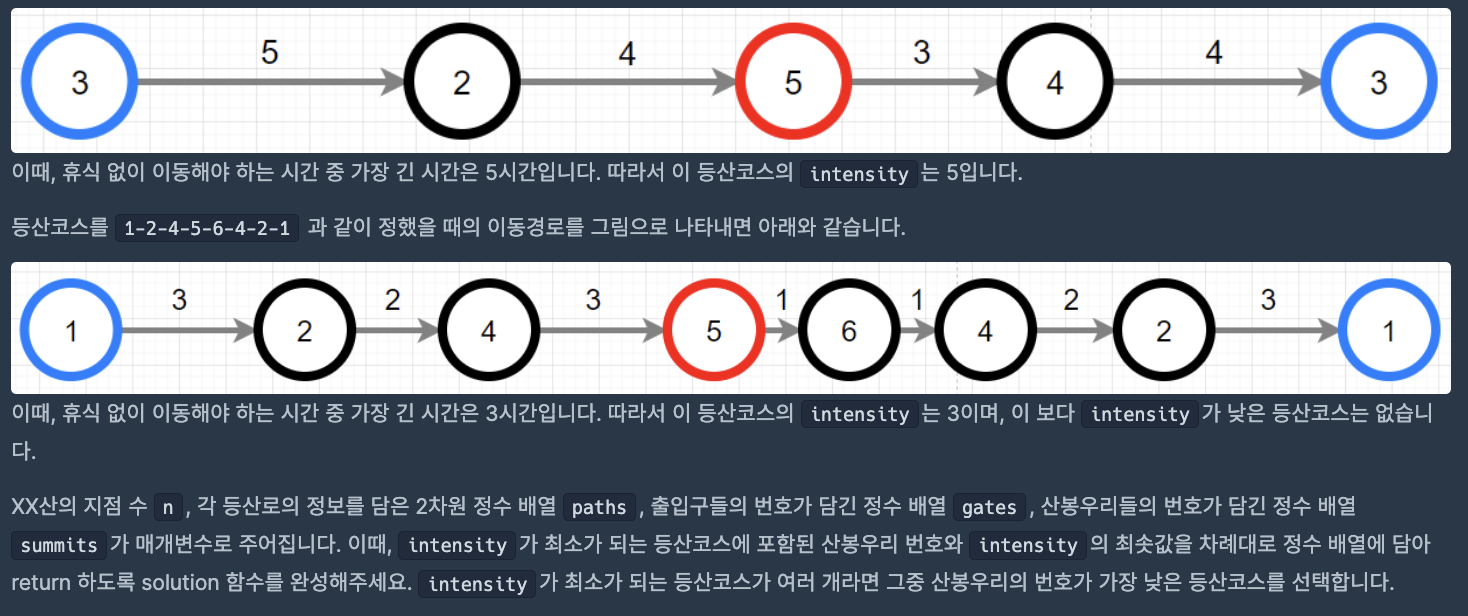 5 4 3 4
3 2 5 4 3
이때, 휴식 없이 이동해야 하는 시간 중 가장 긴 시간은 5시간입니다. 따라서 이 등산코스의 intensity 는 5입니다.
등산코스를 1-2-4-5-6-4-2-1 과 같이 정했을 때의 이동경로를 그림으로 나타내면 아래와 같습니다.
3 2 3 1 1 2 3
1 2 4 5 6 4 2 1
이때, 휴식 없이 이동해야 하는 시간 중 가장 긴 시간은 3시간입니다. 따라서 이 등산코스의 intensity 는 3이며, 이 보다 intensity 가 낮은 등산코스는 없습니
다.
XX산의 지점 수 n , 각 등산로의 정보를 담은 2차원 정수 배열 paths , 출입구들의 번호가 담긴 정수 배열 gates , 산봉우리들의 번호가 담긴 정수 배열
summits 가 매개변수로 주어집니다. 이때, intensity 가 최소가 되는 등산코스에 포함된 산봉우리 번호와 intensity 의 최솟값을 차례대로 정수 배열에 담아
return 하도록 solution 함수를 완성해주세요. intensity 가 최소가 되는 등산코스가 여러 개라면 그중 산봉우리의 번호가 가장 낮은 등산코스를 선택합니다.